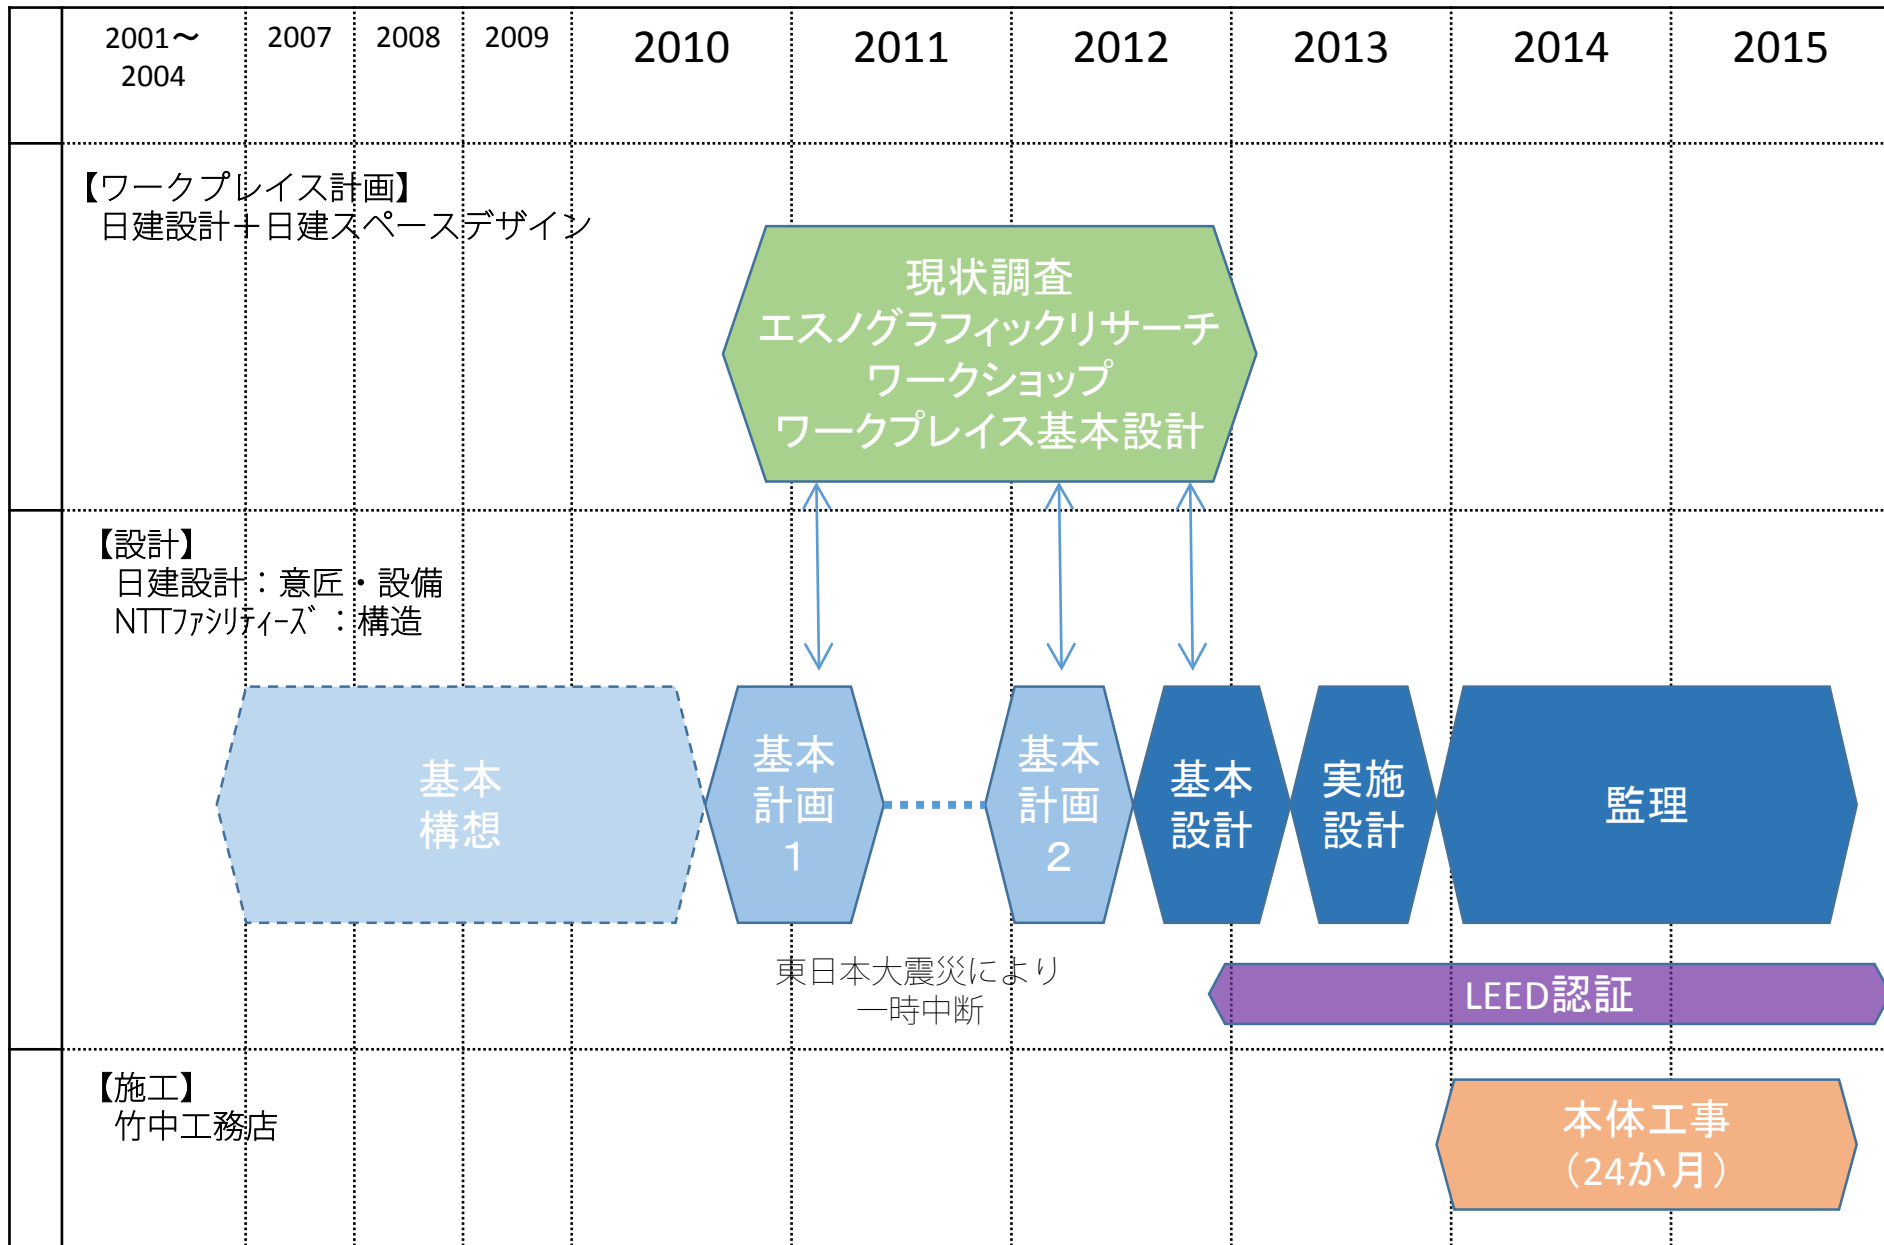 2001～
2004
2007
2008
2009
2010
2011
2012
2013
2014
2015
【ワークプレイス計画】
日建設計＋日建スペースデザイン
現状調査
エスノグラフィックリサーチ
ワークショップ
ワークプレイス基本設計
【設計】
日建設計：意匠・設備
NTTﾌｧｼﾘﾃｨｰｽﾞ：構造
基本
構想
基本
計画
１
基本
計画
２
基本
設計
実施
設計
監理
東日本大震災により
一時中断
LEED認証
【施工】
竹中工務店
本体工事
（24か月）